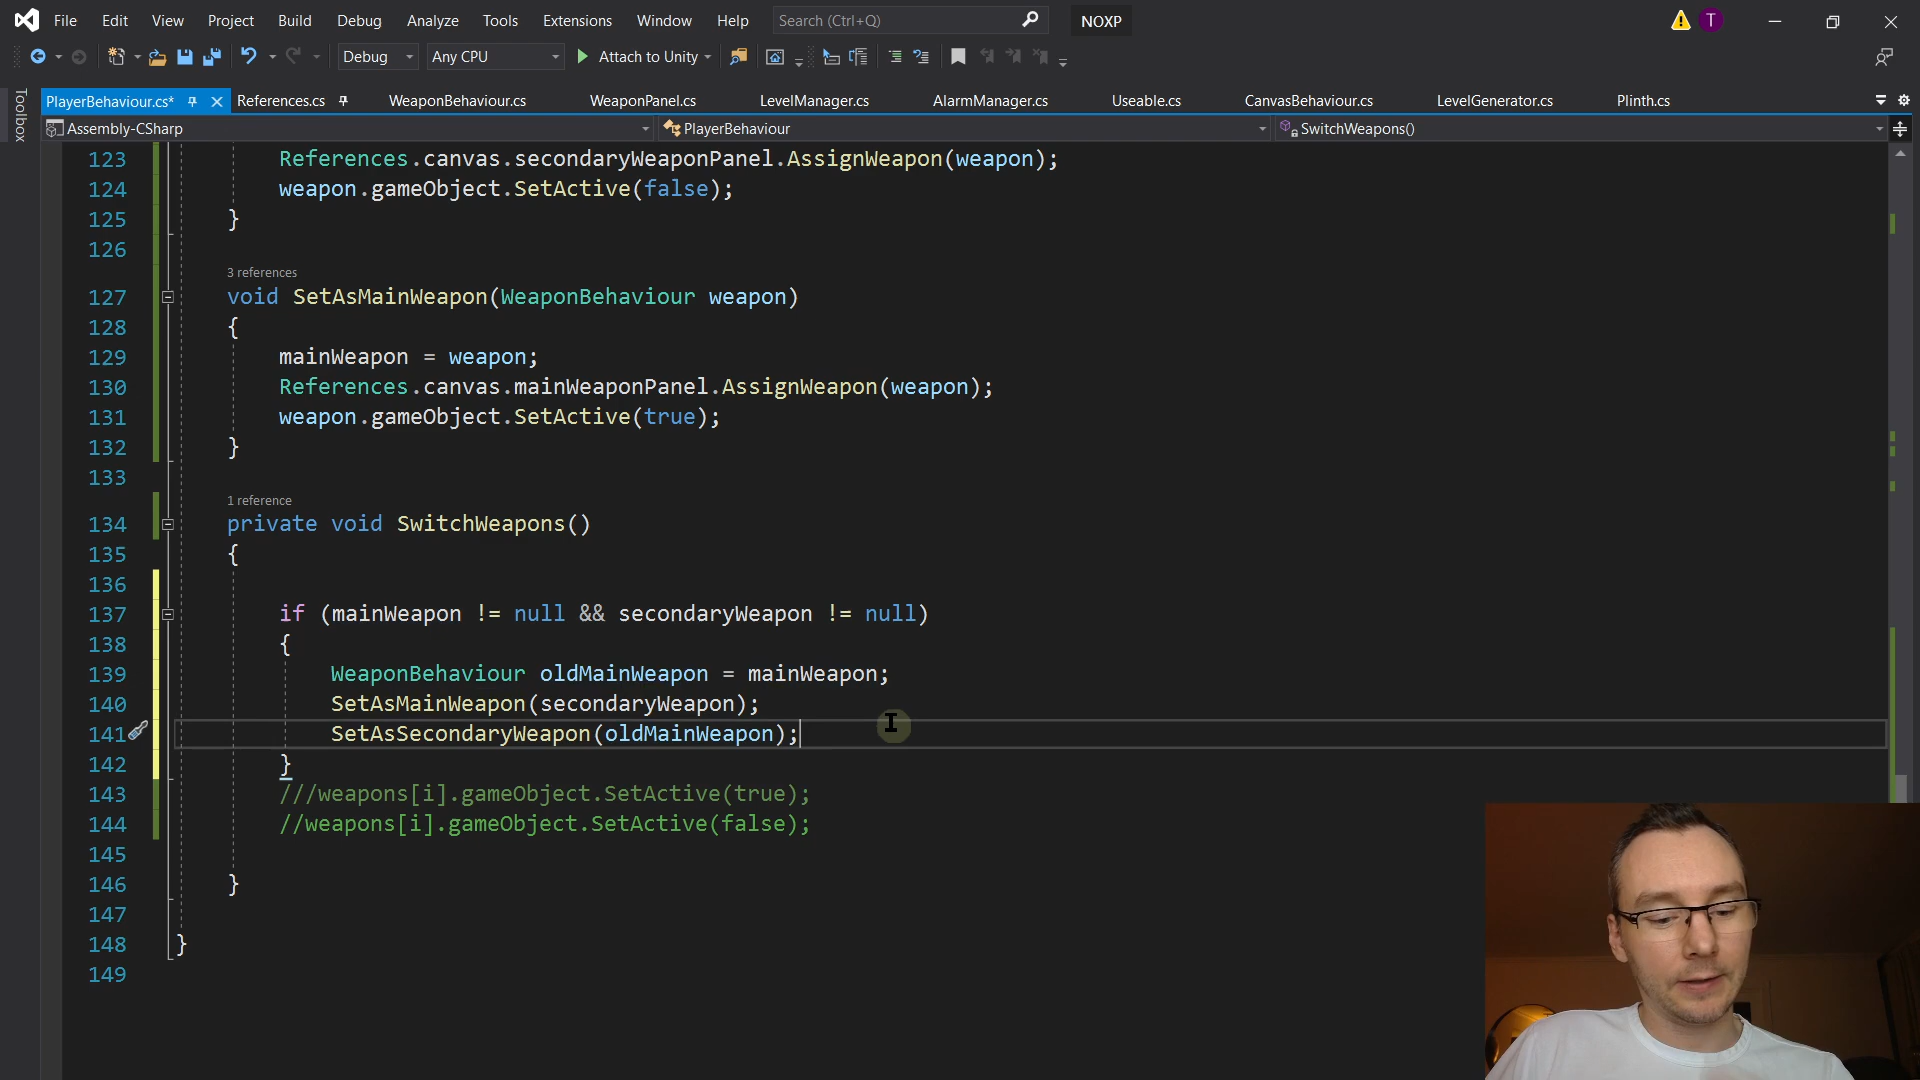 File Edit View Project Build Debug Analyze Tools Extensions Window Help Search (Ctrl+Q) NOXP T
Debug Any CPU Attach to Unity
Toolbox
PlayerBehaviour.cs* References.cs WeaponBehaviour.cs WeaponPanel.cs LevelManager.cs AlarmManager.cs Useable.cs CanvasBehaviour.cs LevelGenerator.cs Plinth.cs
Assembly-CSharp PlayerBehaviour SwitchWeapons()
123 References.canvas.secondaryWeaponPanel.AssignWeapon(weapon);
124 weapon.gameObject.SetActive(false);
125 }
126
3 references
127 void SetAsMainWeapon(WeaponBehaviour weapon)
128 {
129 mainWeapon = weapon;
130 References.canvas.mainWeaponPanel.AssignWeapon(weapon);
131 weapon.gameObject.SetActive(true);
132 }
133
1 reference
134 private void SwitchWeapons()
135 {
136
137 if (mainWeapon != null && secondaryWeapon != null)
138 {
139 WeaponBehaviour oldMainWeapon = mainWeapon;
140 SetAsMainWeapon(secondaryWeapon);
141 SetAsSecondaryWeapon(oldMainWeapon);
142 }
143 ///weapons[i].gameObject.SetActive(true);
144 //weapons[i].gameObject.SetActive(false);
145
146 }
147
148 }
149